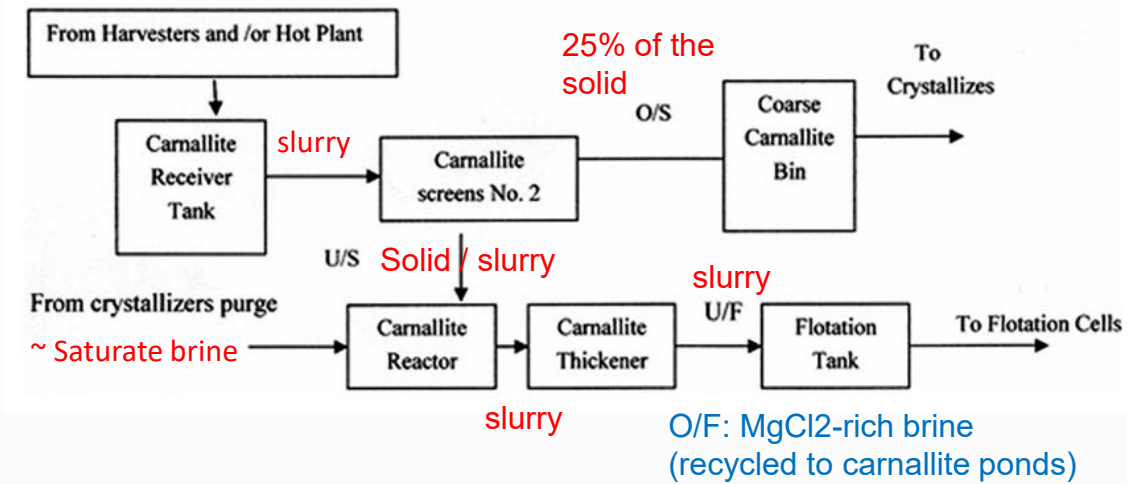 From Harvesters and /or Hot Plant
25% of the
solid
To
Crystallizes
O/S
Coarse
Carnallite
Bin
Carnallite
Receiver
Tank
slurry
Carnallite
screens No. 2
U/S
Solid / slurry
From crystallizers purge
~ Saturate brine
Carnallite
Reactor
slurry
Carnallite
Thickener
slurry
U/F
Flotation
Tank
To Flotation Cells
O/F: MgCl2-rich brine
(recycled to carnallite ponds)